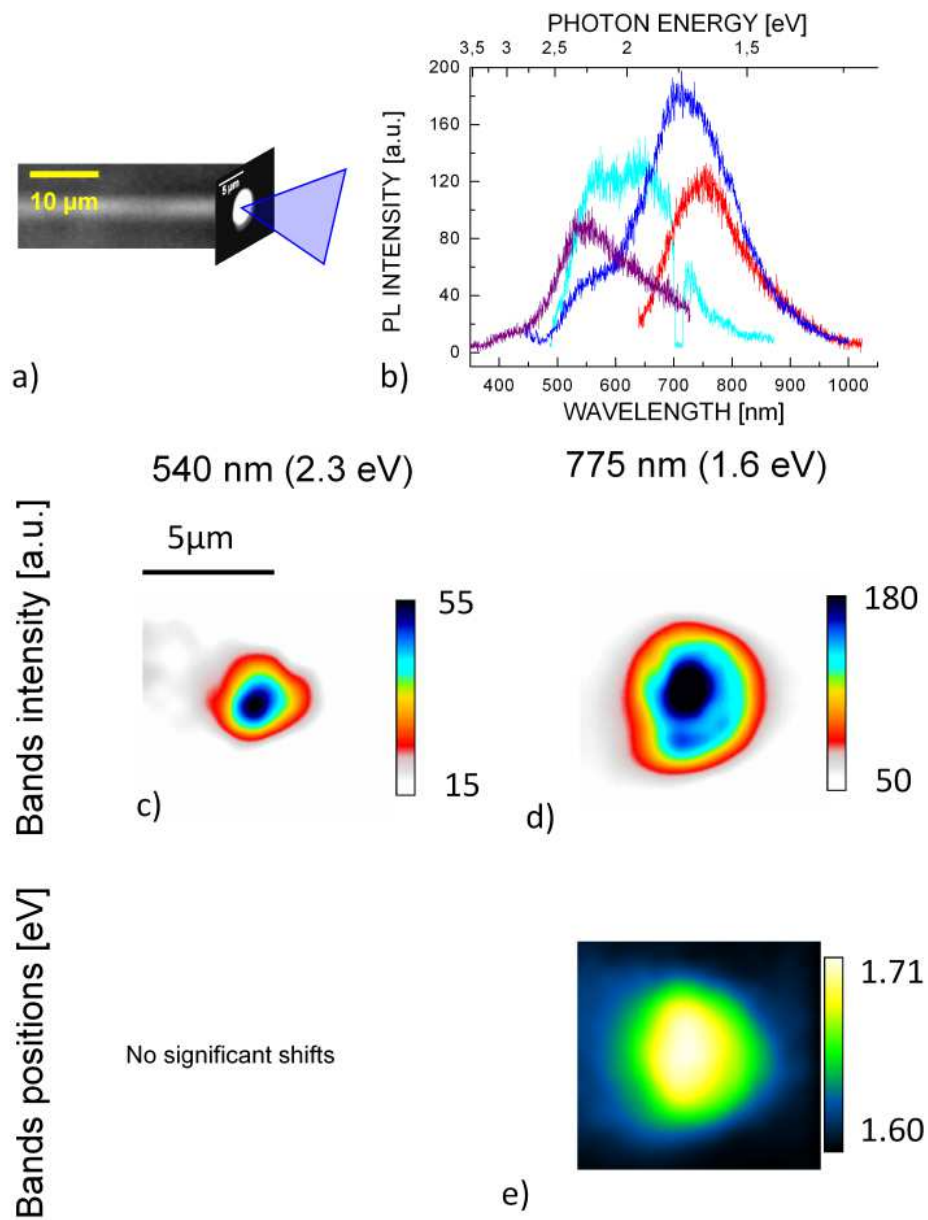 PHOTON ENERGY [eV]
3,5 3 2,5 2 1,5
200
160
120
80
40
0
PL INTENSITY [a.u.]
400 500 600 700 800 900 1000
WAVELENGTH [nm]
10 µm
5 µm
a)
b)
540 nm (2.3 eV)
775 nm (1.6 eV)
Bands intensity [a.u.]
5µm
55
15
c)
180
50
d)
Bands positions [eV]
No significant shifts
1.71
1.60
e)